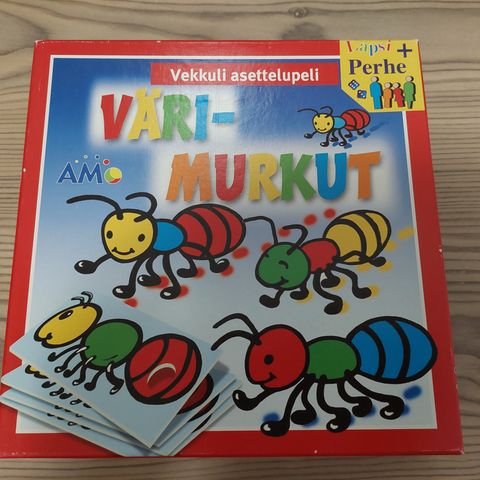 Lapsi +
Perhe
Vekkuli asettelupeli
VÄRI-
MURKUT
AMO